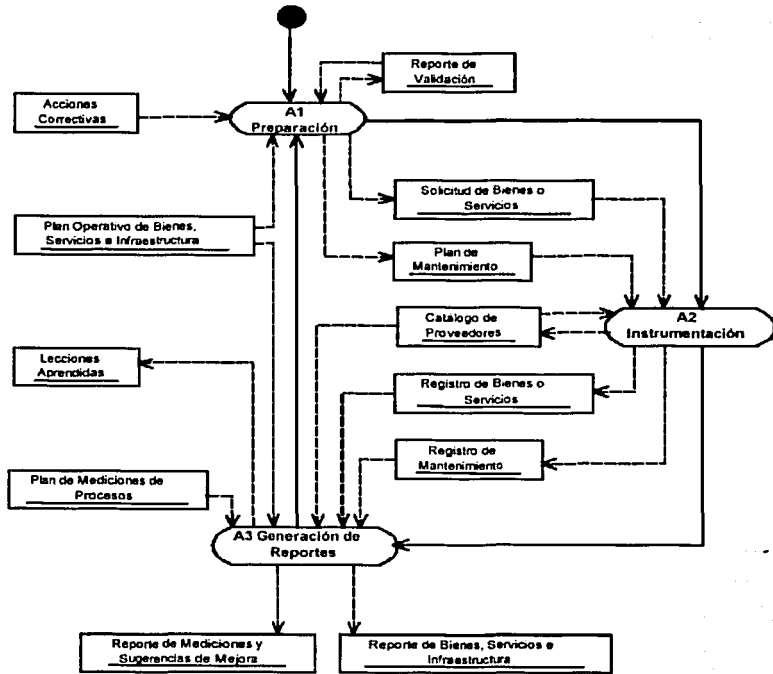 Reporte de
Validación
A1
Preparación
Acciones
Correctivas
Solicitud de Bienes o
Servicios
Plan Operativo de Bienes,
Servicios e Infraestructura
Plan de
Mantenimiento
Catálogo de
Proveedores
A2
Instrumentación
Lecciones
Aprendidas
Registro de Bienes o
Servicios
Registro de
Mantenimiento
Plan de Mediciones de
Procesos
A3 Generación de
Reportes
Reporte de Mediciones y
Sugerencias de Mejora
Reporte de Bienes, Servicios e
Infraestructura